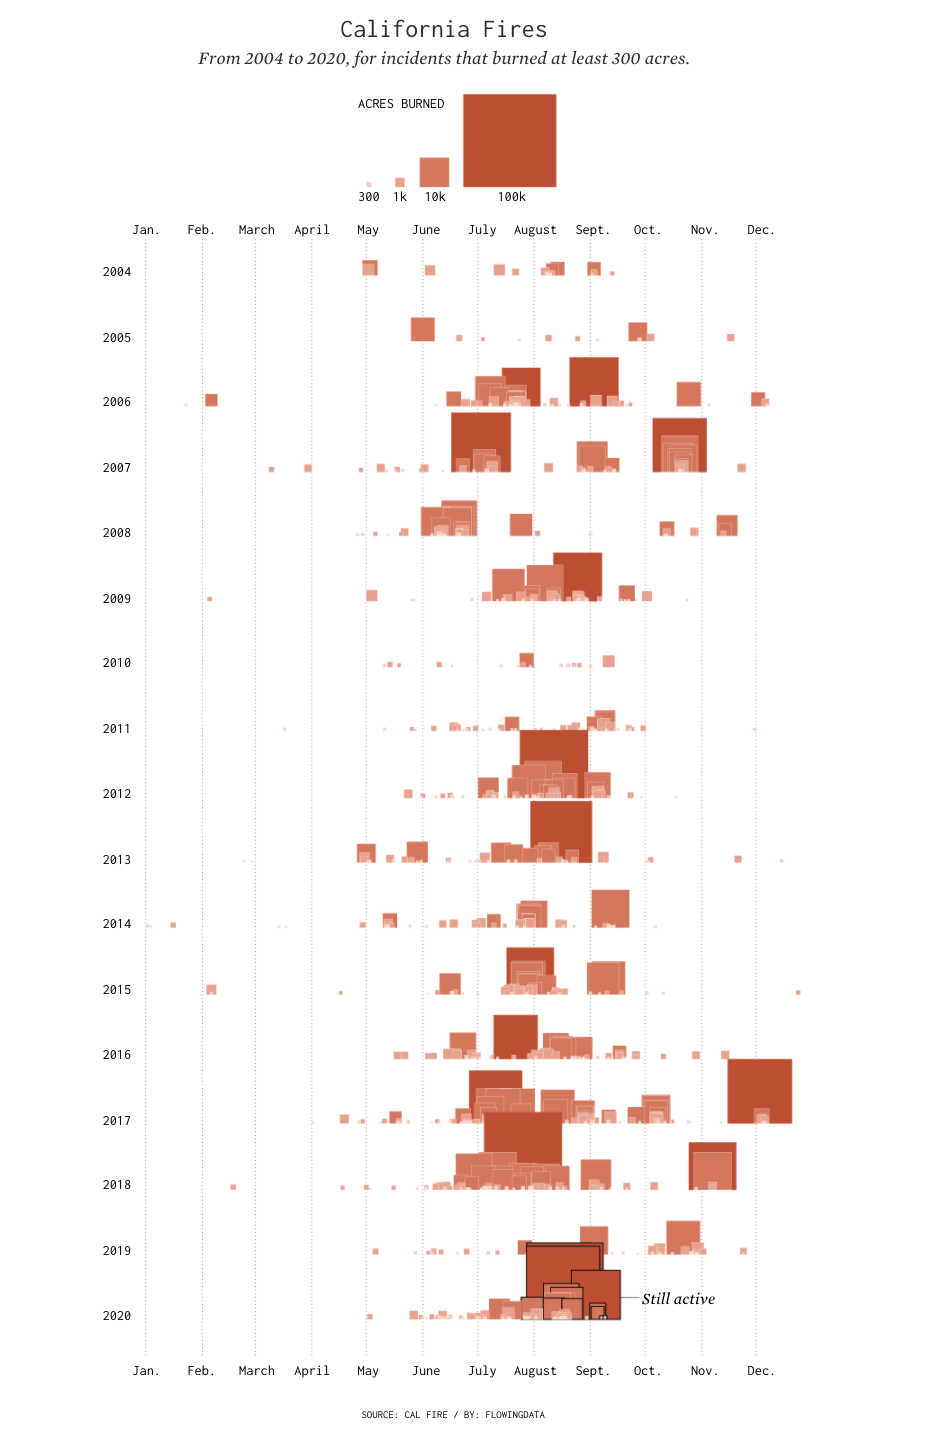 California Fires
From 2004 to 2020, for incidents that burned at least 300 acres.
ACRES BURNED
300 1k 10k 100k
Jan. Feb. March April May June July August Sept. Oct. Nov. Dec.
2004
2005
2006
2007
2008
2009
2010
2011
2012
2013
2014
2015
2016
2017
2018
2019
Still active
2020
Jan. Feb. March April May June July August Sept. Oct. Nov. Dec.
SOURCE: CAL FIRE / BY: FLOWINGDATA